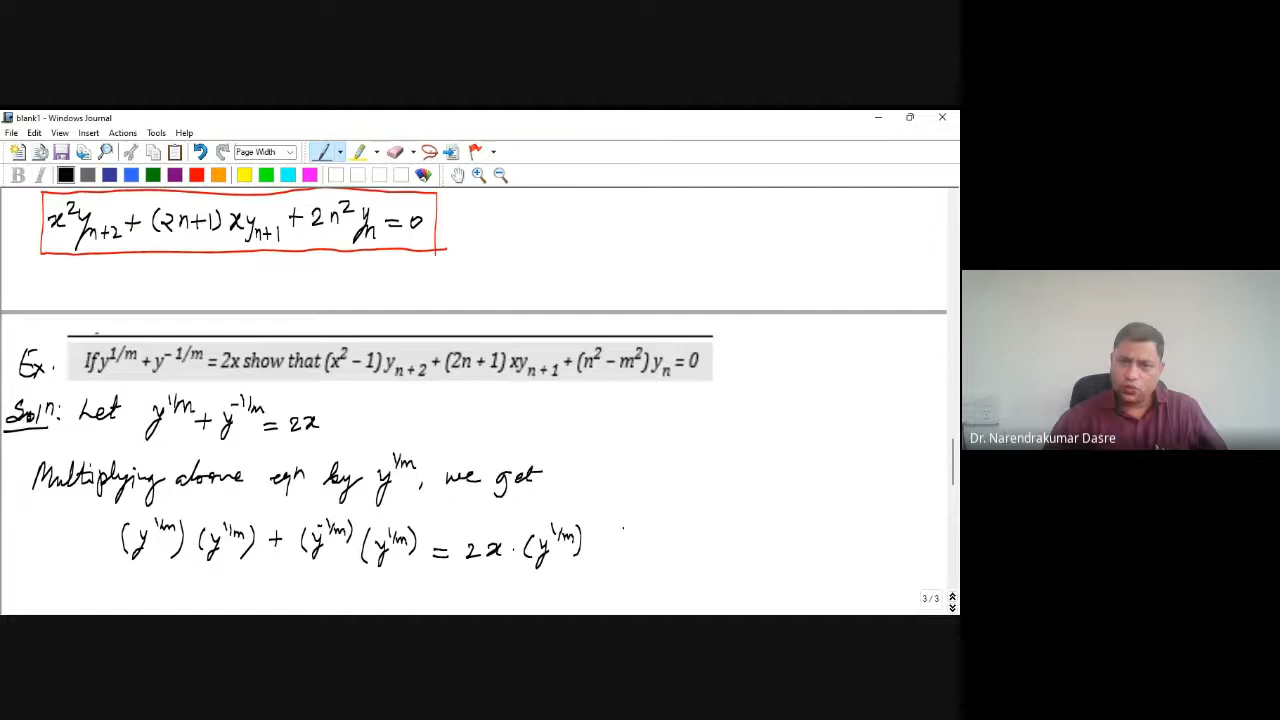 blank1 - Windows Journal
File Edit View Insert Actions Tools Help
Page Width
B I
x²yₙ₊₂ + (2n+1) xyₙ₊₁ + 2n²yₙ = 0
Ex. If y^1/m + y^-1/m = 2x show that (x² − 1) yₙ₊₂ + (2n + 1) xyₙ₊₁ + (n² − m²) yₙ = 0
Solⁿ: Let y^1/m + y^-1/m = 2x
Multiplying above eqn by y^1/m, we get
(y^1/m) (y^1/m) + (y^-1/m) (y^1/m) = 2x · (y^1/m)
Dr. Narendrakumar Dasre
3 / 3